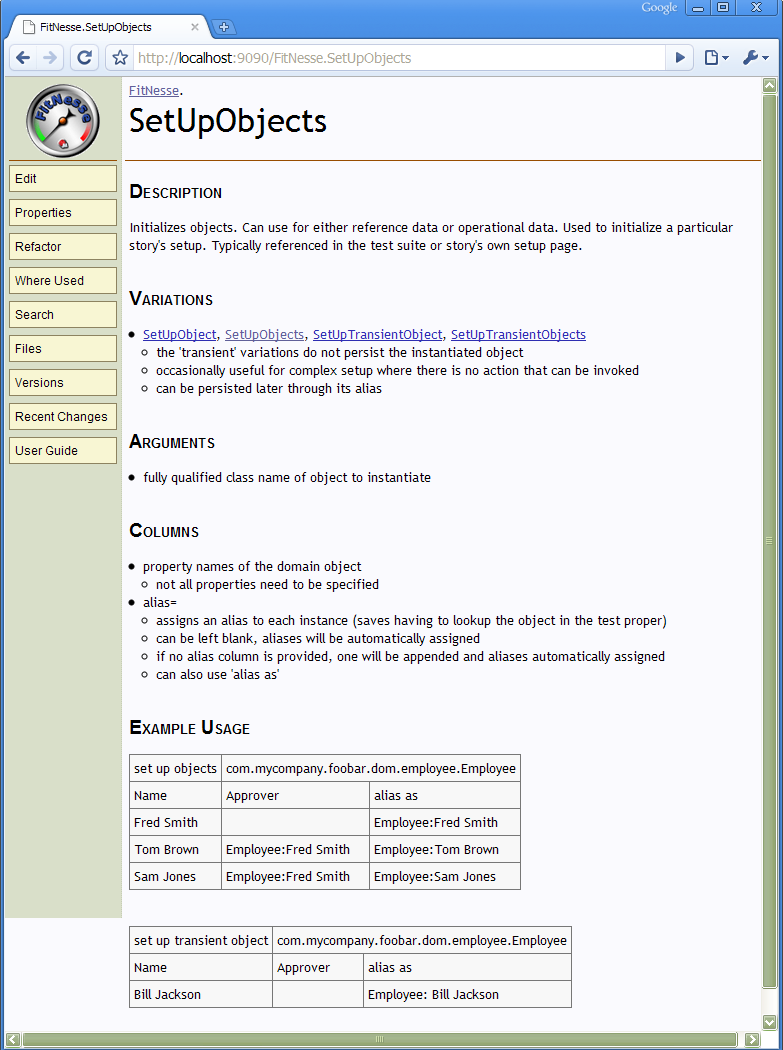 Google
FitNesse.SetUpObjects
http://localhost:9090/FitNesse.SetUpObjects
FitNesse
FitNesse.
SetUpObjects
Edit
Properties
Refactor
Where Used
Search
Files
Versions
Recent Changes
User Guide
Description
Initializes objects. Can use for either reference data or operational data. Used to initialize a particular
story's setup. Typically referenced in the test suite or story's own setup page.
Variations
SetUpObject, SetUpObjects, SetUpTransientObject, SetUpTransientObjects
the 'transient' variations do not persist the instantiated object
occasionally useful for complex setup where there is no action that can be invoked
can be persisted later through its alias
Arguments
fully qualified class name of object to instantiate
Columns
property names of the domain object
not all properties need to be specified
alias=
assigns an alias to each instance (saves having to lookup the object in the test proper)
can be left blank, aliases will be automatically assigned
if no alias column is provided, one will be appended and aliases automatically assigned
can also use 'alias as'
Example Usage
set up objects com.mycompany.foobar.dom.employee.Employee
Name Approver alias as
Fred Smith Employee:Fred Smith
Tom Brown Employee:Fred Smith Employee:Tom Brown
Sam Jones Employee:Fred Smith Employee:Sam Jones
set up transient object com.mycompany.foobar.dom.employee.Employee
Name Approver alias as
Bill Jackson Employee: Bill Jackson